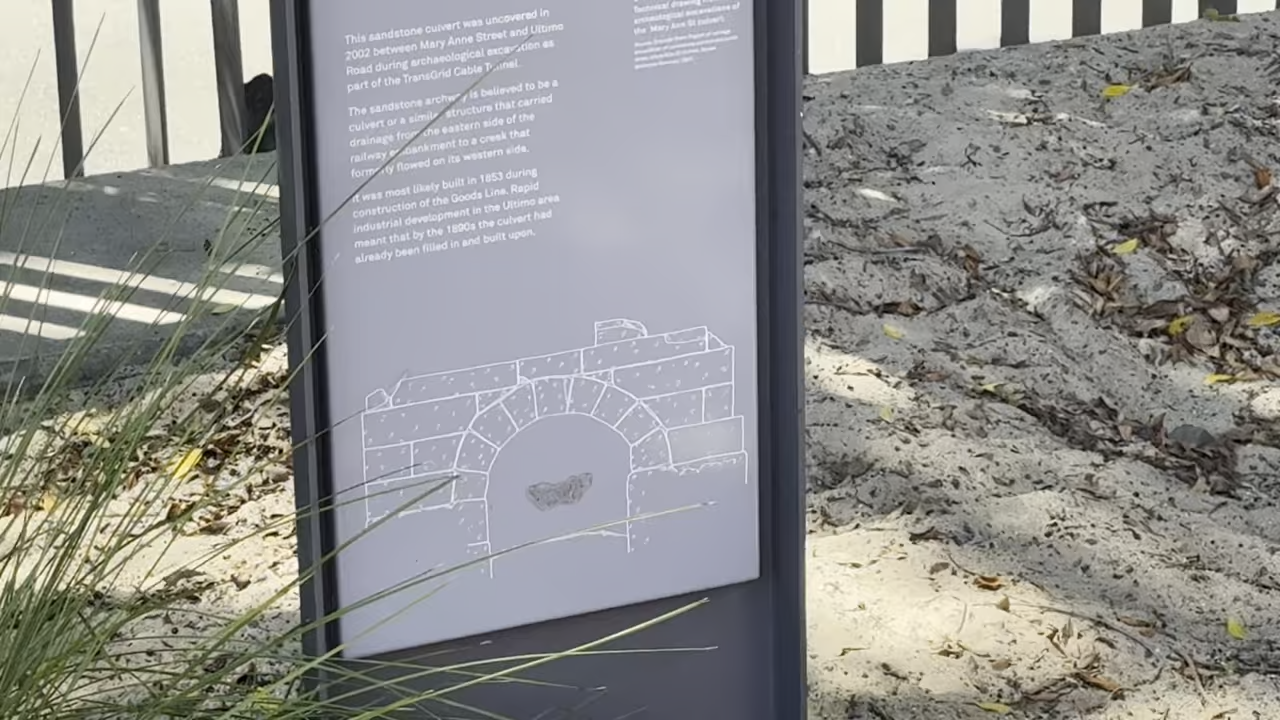 This sandstone culvert was uncovered in
2002 between Mary Anne Street and Ultimo
Road during archaeological excavation as
part of the TransGrid Cable Tunnel.
The sandstone archway is believed to be a
culvert or a similar structure that carried
drainage from the eastern side of the
railway embankment to a creek that
formerly flowed on its western side.
It was most likely built in 1853 during
construction of the Goods Line. Rapid
industrial development in the Ultimo area
meant that by the 1890s the culvert had
already been filled in and built upon.
Technical drawing
archaeological excavations of
the Mary Ann St culvert.